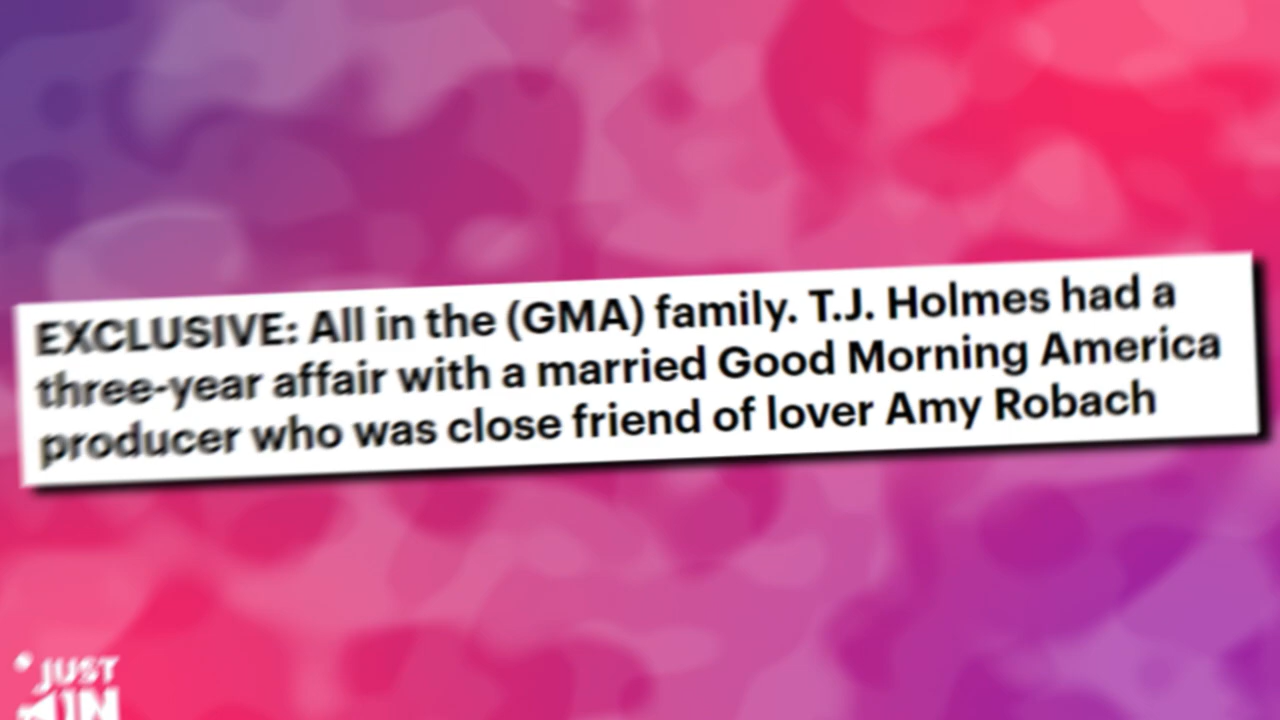 EXCLUSIVE: All in the (GMA) family. T.J. Holmes had a
three-year affair with a married Good Morning America
producer who was close friend of lover Amy Robach
JUST
IN